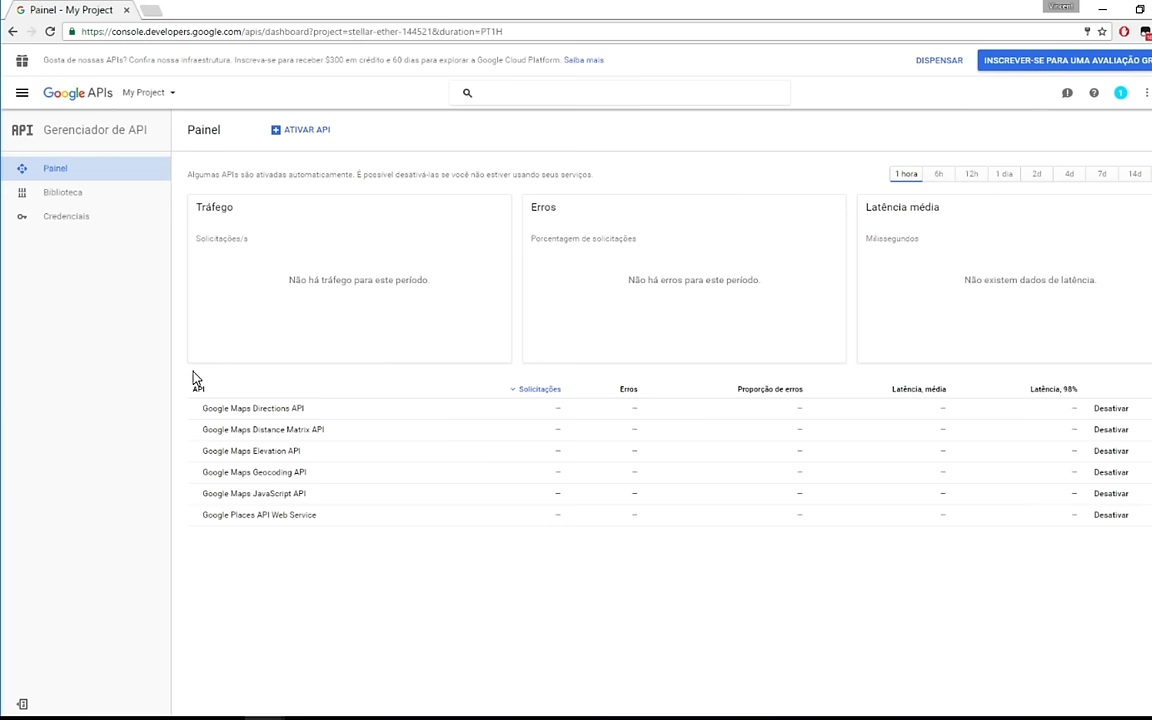 Painel - My Project
Vincent
https://console.developers.google.com/apis/dashboard?project=stellar-ether-144521&duration=PT1H
Gosta de nossas APIs? Confira nossa infraestrutura. Inscreva-se para receber $300 em crédito e 60 dias para explorar a Google Cloud Platform. Saiba mais
DISPENSAR
INSCREVER-SE PARA UMA AVALIAÇÃO GR
Google APIs
My Project
1
API Gerenciador de API
Painel
ATIVAR API
Painel
Biblioteca
Credenciais
Algumas APIs são ativadas automaticamente. É possível desativá-las se você não estiver usando seus serviços.
1 hora 6h 12h 1 dia 2d 4d 7d 14d
Tráfego
Solicitações/s
Não há tráfego para este período.
Erros
Porcentagem de solicitações
Não há erros para este período.
Latência média
Milissegundos
Não existem dados de latência.
API Solicitações Erros Proporção de erros Latência, média Latência, 98%
Google Maps Directions API – – – – – Desativar
Google Maps Distance Matrix API – – – – – Desativar
Google Maps Elevation API – – – – – Desativar
Google Maps Geocoding API – – – – – Desativar
Google Maps JavaScript API – – – – – Desativar
Google Places API Web Service – – – – – Desativar